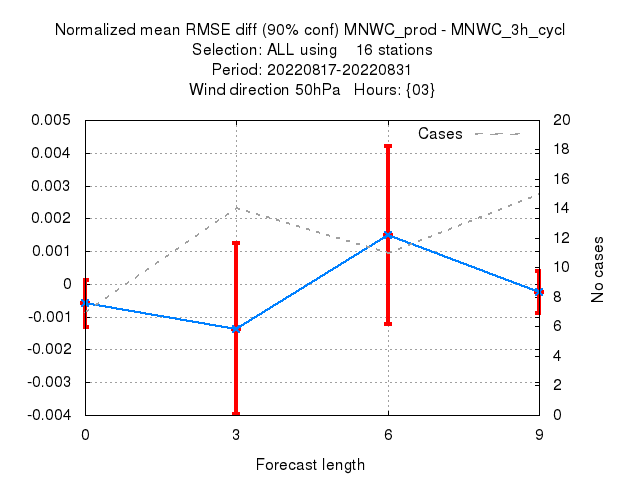 Normalized mean RMSE diff (90% conf) MNWC_prod - MNWC_3h_cycl
Selection: ALL using    16 stations
Period: 20220817-20220831
Wind direction 50hPa   Hours: {03}
Cases
0.005
0.004
0.003
0.002
0.001
0
-0.001
-0.002
-0.003
-0.004
20
18
16
14
12
10
8
6
4
2
0
No cases
0 3 6 9
Forecast length